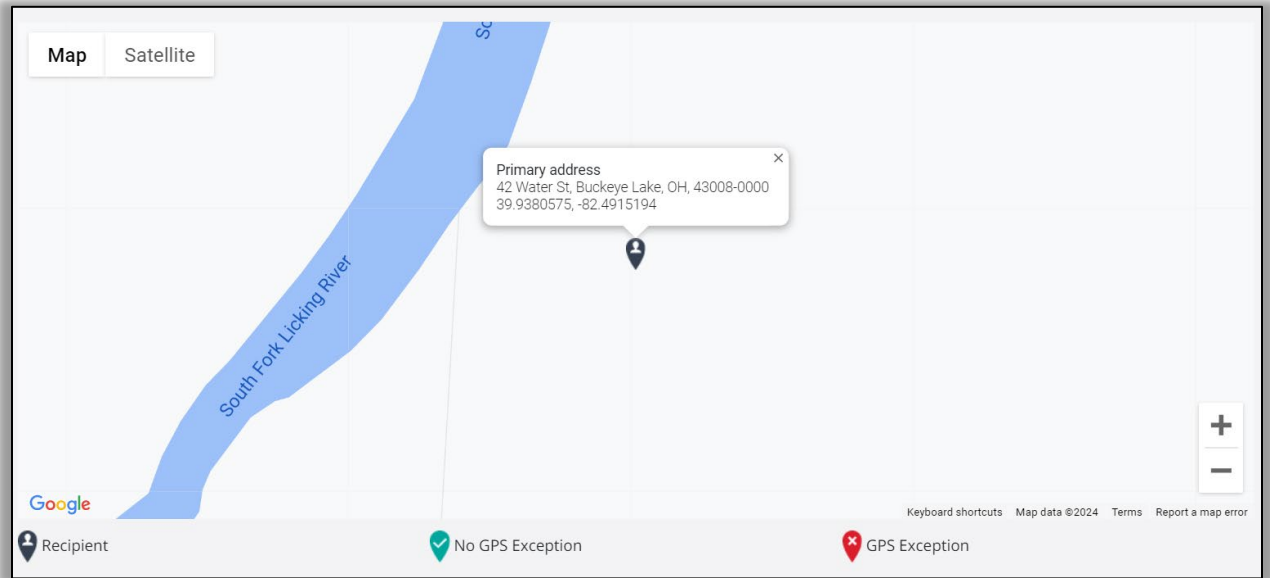 So
Map Satellite
×
Primary address
42 Water St, Buckeye Lake, OH, 43008-0000
39.9380575, -82.4915194
South Fork Licking River
+
−
Google
Keyboard shortcuts Map data ©2024 Terms Report a map error
Recipient No GPS Exception GPS Exception